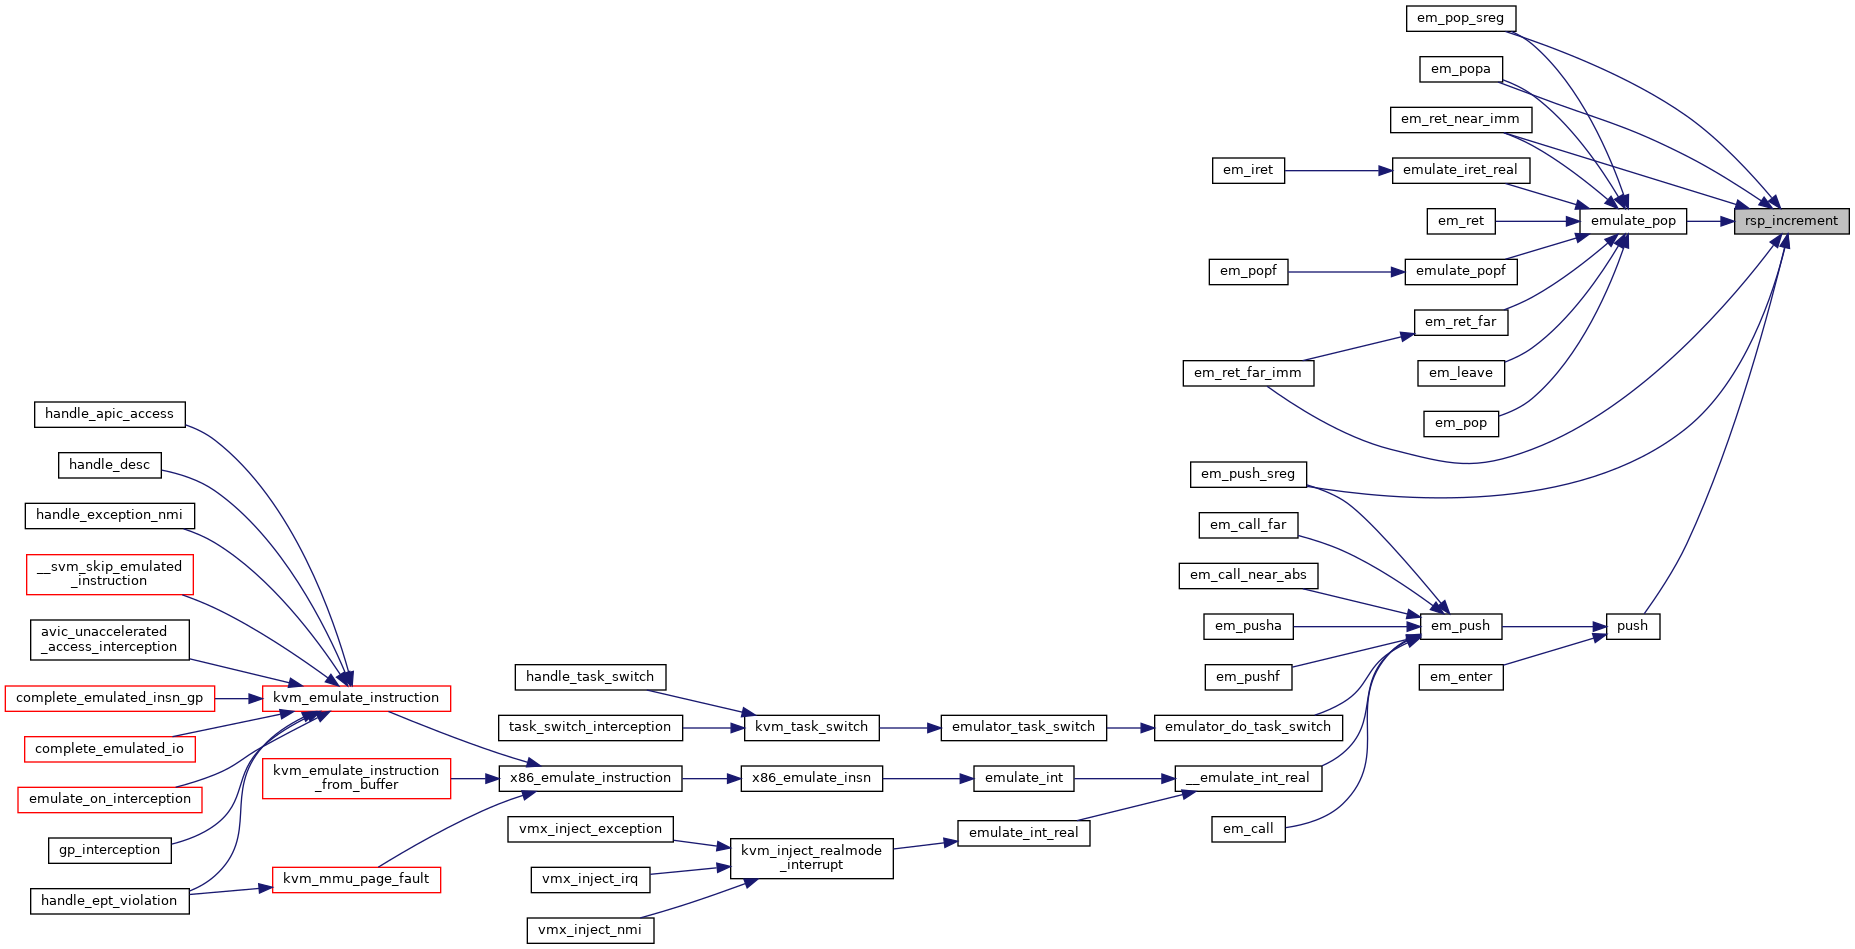 em_pop_sreg
em_popa
em_ret_near_imm
em_iret
emulate_iret_real
em_ret
emulate_pop
rsp_increment
em_popf
emulate_popf
em_ret_far
em_ret_far_imm
em_leave
em_pop
handle_apic_access
handle_desc
em_push_sreg
handle_exception_nmi
em_call_far
__svm_skip_emulated
_instruction
em_call_near_abs
avic_unaccelerated
_access_interception
em_pusha
em_push
push
handle_task_switch
em_pushf
em_enter
complete_emulated_insn_gp
kvm_emulate_instruction
task_switch_interception
kvm_task_switch
emulator_task_switch
emulator_do_task_switch
complete_emulated_io
kvm_emulate_instruction
_from_buffer
x86_emulate_instruction
x86_emulate_insn
emulate_int
__emulate_int_real
emulate_on_interception
vmx_inject_exception
emulate_int_real
em_call
gp_interception
kvm_inject_realmode
_interrupt
kvm_mmu_page_fault
vmx_inject_irq
handle_ept_violation
vmx_inject_nmi